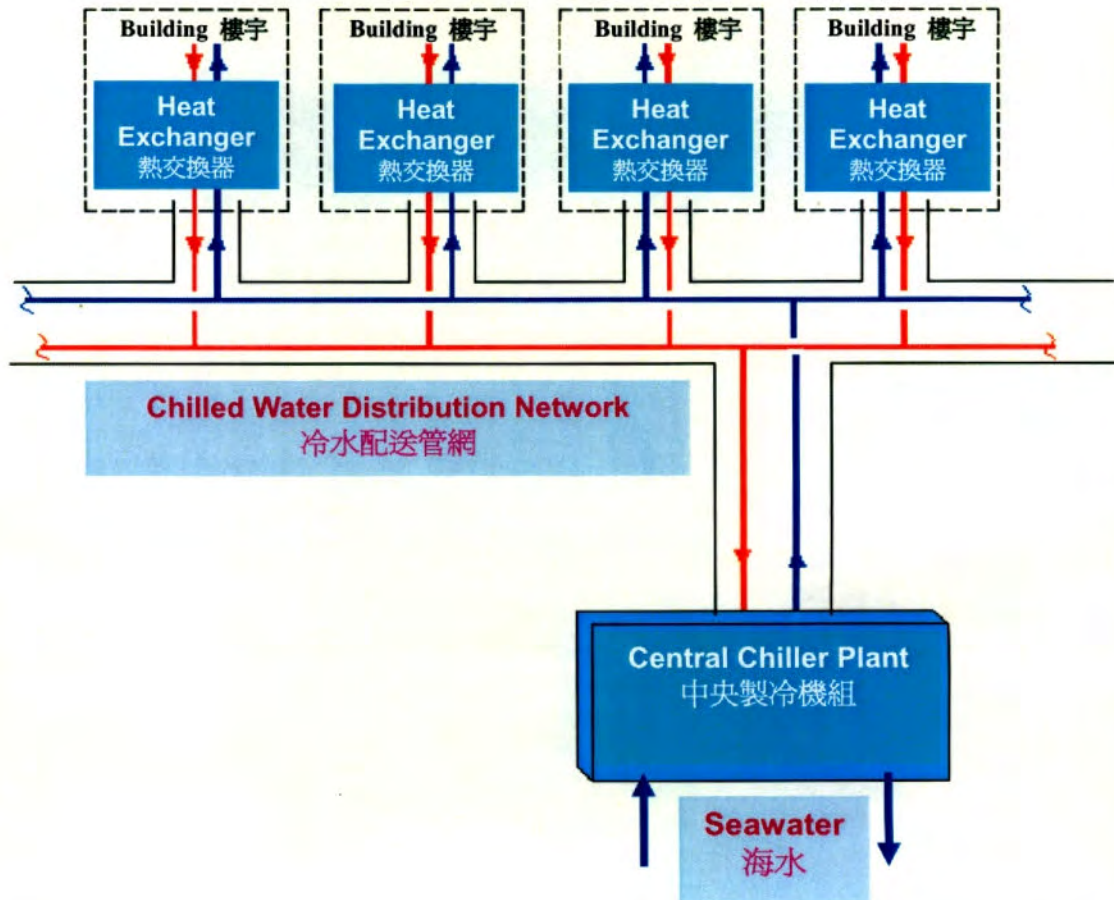 Building 樓宇
Building 樓宇
Building 樓宇
Building 樓宇
Heat
Exchanger
熱交換器
Heat
Exchanger
熱交換器
Heat
Exchanger
熱交換器
Heat
Exchanger
熱交換器
Chilled Water Distribution Network
冷水配送管網
Central Chiller Plant
中央製冷機組
Seawater
海水